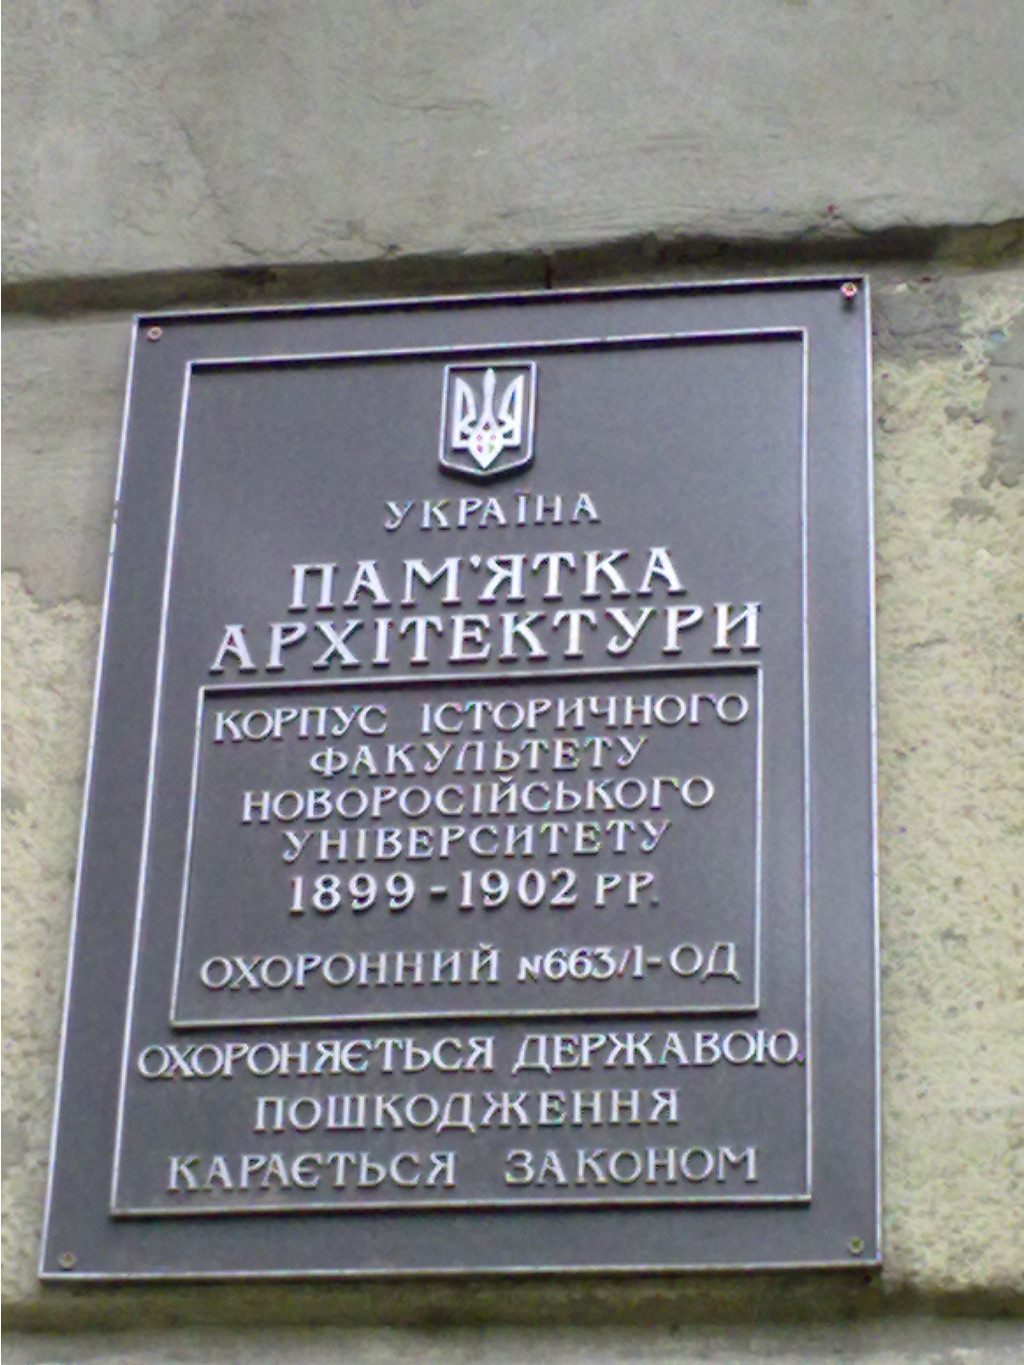 УКРАЇНА
ПАМ'ЯТКА
АРХІТЕКТУРИ
КОРПУС ІСТОРИЧНОГО
ФАКУЛЬТЕТУ
НОВОРОСІЙСЬКОГО
УНІВЕРСИТЕТУ
1899-1902 РР.
ОХОРОННИЙ №663/1-ОД
ОХОРОНЯЄТЬСЯ ДЕРЖАВОЮ.
ПОШКОДЖЕННЯ
КАРАЄТЬСЯ ЗАКОНОМ